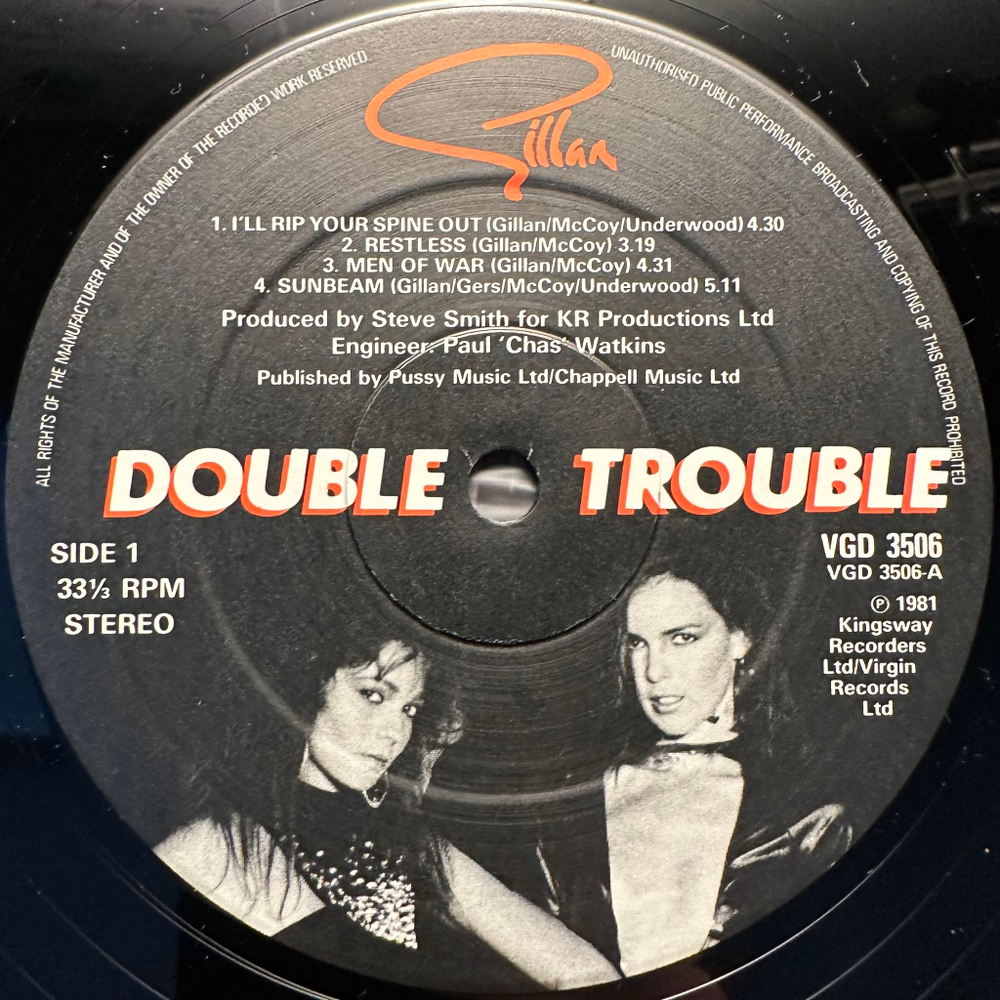 ALL RIGHTS OF THE MANUFACTURER AND OF THE OWNER OF THE RECORDED WORK RESERVED
UNAUTHORISED PUBLIC PERFORMANCE BROADCASTING AND COPYING OF THIS RECORD PROHIBITED
Gillan
1. I'LL RIP YOUR SPINE OUT (Gillan/McCoy/Underwood) 4.30
2. RESTLESS (Gillan/McCoy) 3.19
3. MEN OF WAR (Gillan/McCoy) 4.31
4. SUNBEAM (Gillan/Gers/McCoy/Underwood) 5.11
Produced by Steve Smith for KR Productions Ltd
Engineer: Paul 'Chas' Watkins
Published by Pussy Music Ltd/Chappell Music Ltd
DOUBLE TROUBLE
SIDE 1
33⅓ RPM
STEREO
VGD 3506
VGD 3506-A
℗ 1981
Kingsway
Recorders
Ltd/Virgin
Records
Ltd